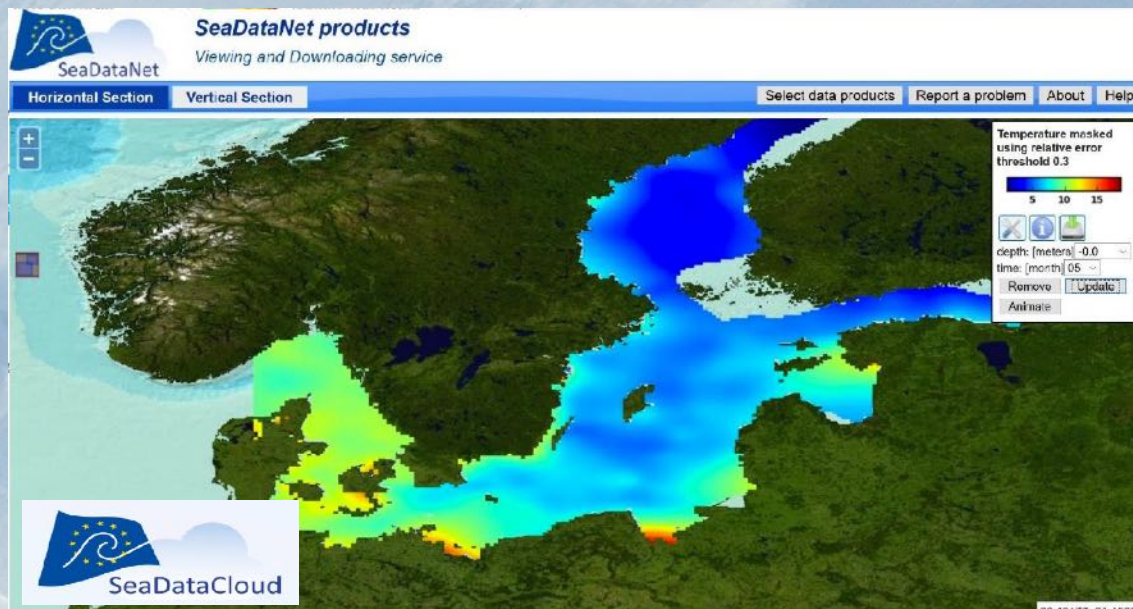 SeaDataNet products
Viewing and Downloading service
SeaDataNet
Horizontal Section
Vertical Section
Select data products
Report a problem
About
Help
+
−
Temperature masked
using relative error
threshold 0.3
5 10 15
depth: [meters] -0.0
time: [month] 05
Remove
Update
Animate
SeaDataCloud